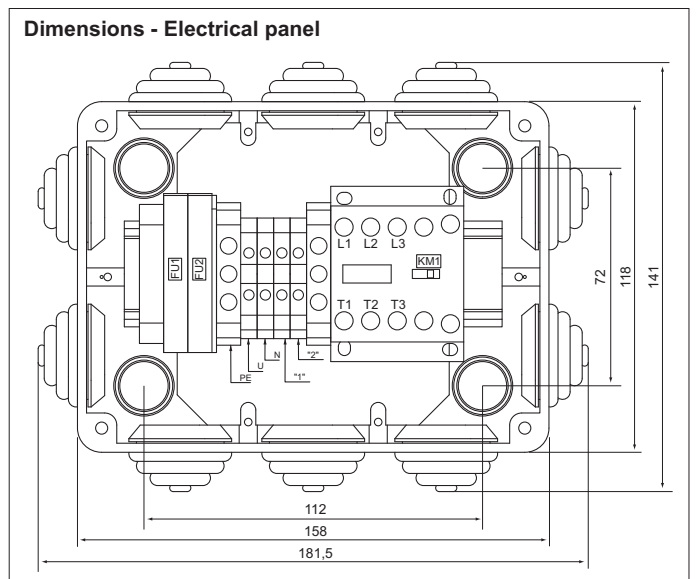 Dimensions - Electrical panel
L1 L2 L3
FU1
FU2
KM1
T1 T2 T3
PE
U
N
"1"
"2"
72
118
141
112
158
181,5